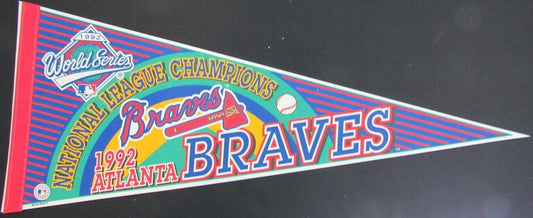 1992
World Series
NATIONAL LEAGUE CHAMPIONS
Braves
1992
ATLANTA
BRAVES